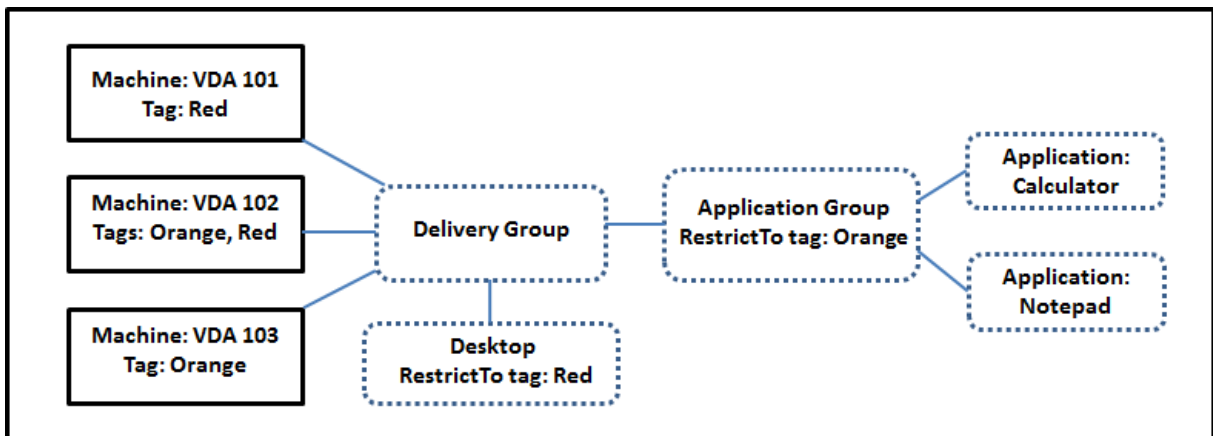 Machine: VDA 101
Tag: Red
Machine: VDA 102
Tags: Orange, Red
Machine: VDA 103
Tag: Orange
Delivery Group
Desktop
RestrictTo tag: Red
Application Group
RestrictTo tag: Orange
Application:
Calculator
Application:
Notepad